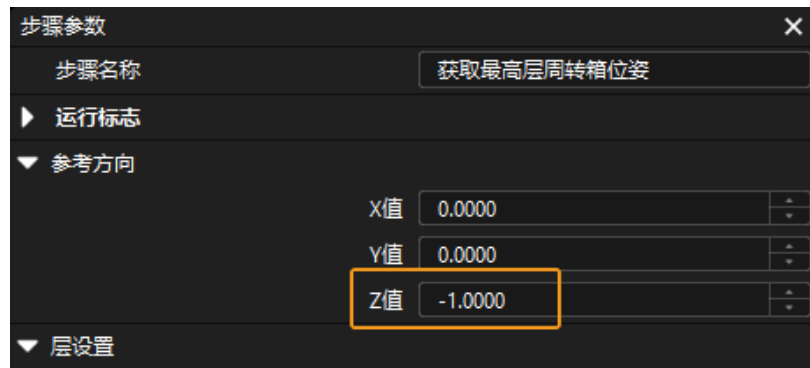 步骤参数
步骤名称 获取最高层周转箱位姿
运行标志
参考方向
X值 0.0000
Y值 0.0000
Z值 -1.0000
层设置